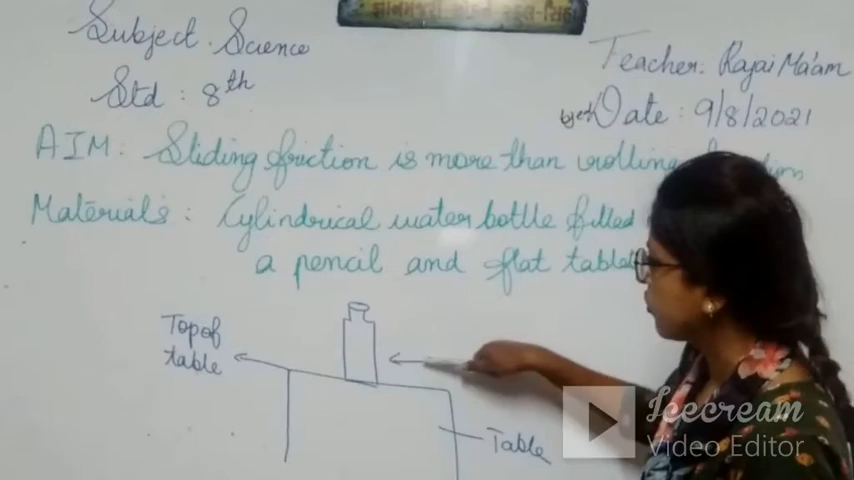 Subject. Science
Teacher: Rajai Ma'am
Std : 8th
Date : 9/8/2021
AIM: Sliding friction is more than rolling
Materials : Cylindrical water bottle filled
a pencil and flat table
Top of
table
Table
Icecream
Video Editor